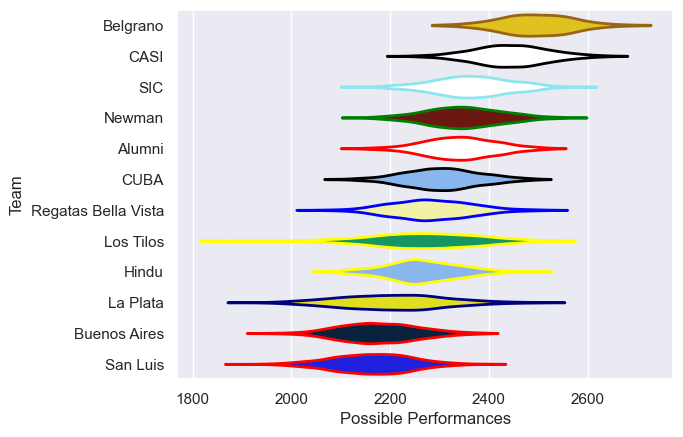 Belgrano
CASI
SIC
Newman
Alumni
CUBA
Regatas Bella Vista
Los Tilos
Hindu
La Plata
Buenos Aires
San Luis
Team
1800 2000 2200 2400 2600
Possible Performances